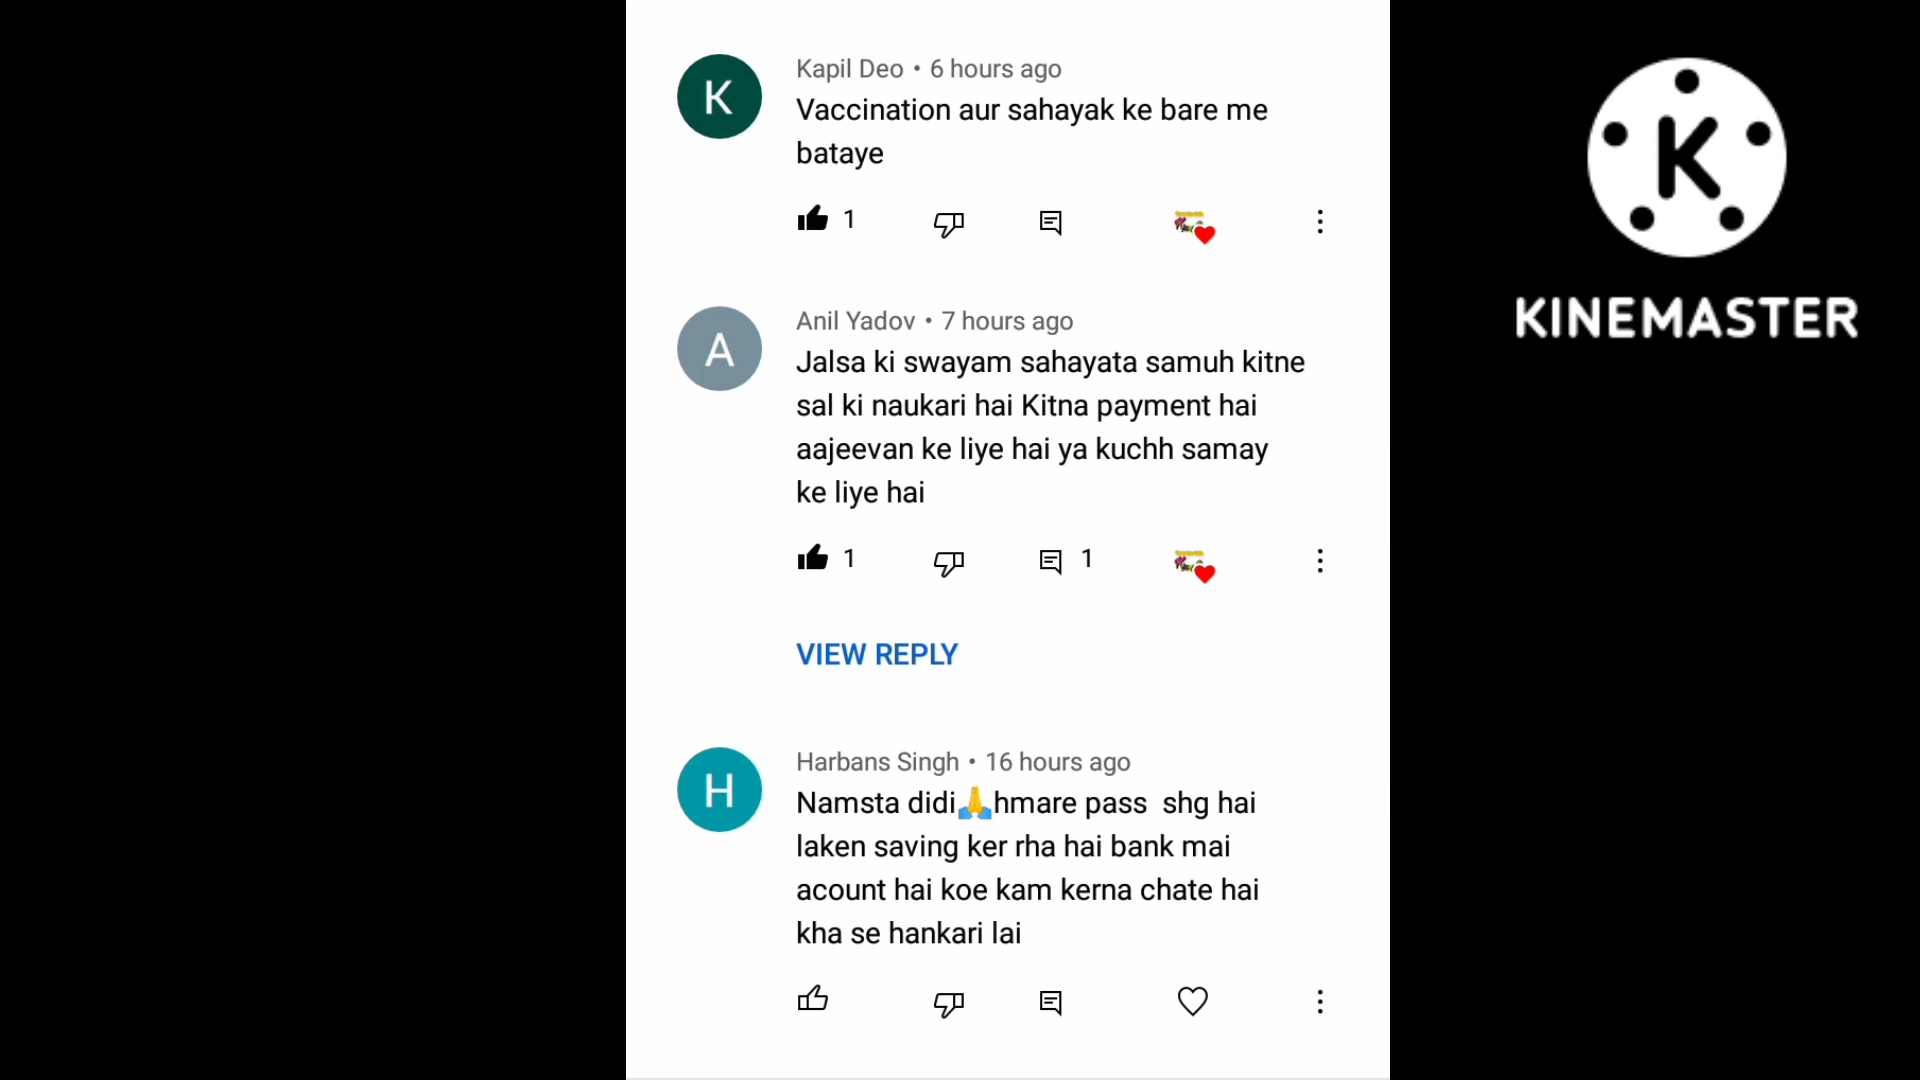 K
Kapil Deo • 6 hours ago
Vaccination aur sahayak ke bare me
bataye
1
A
Anil Yadov • 7 hours ago
Jalsa ki swayam sahayata samuh kitne
sal ki naukari hai Kitna payment hai
aajeevan ke liye hai ya kuchh samay
ke liye hai
1
1
VIEW REPLY
H
Harbans Singh • 16 hours ago
Namsta didi🙏hmare pass  shg hai
laken saving ker rha hai bank mai
acount hai koe kam kerna chate hai
kha se hankari lai
K
KINEMASTER